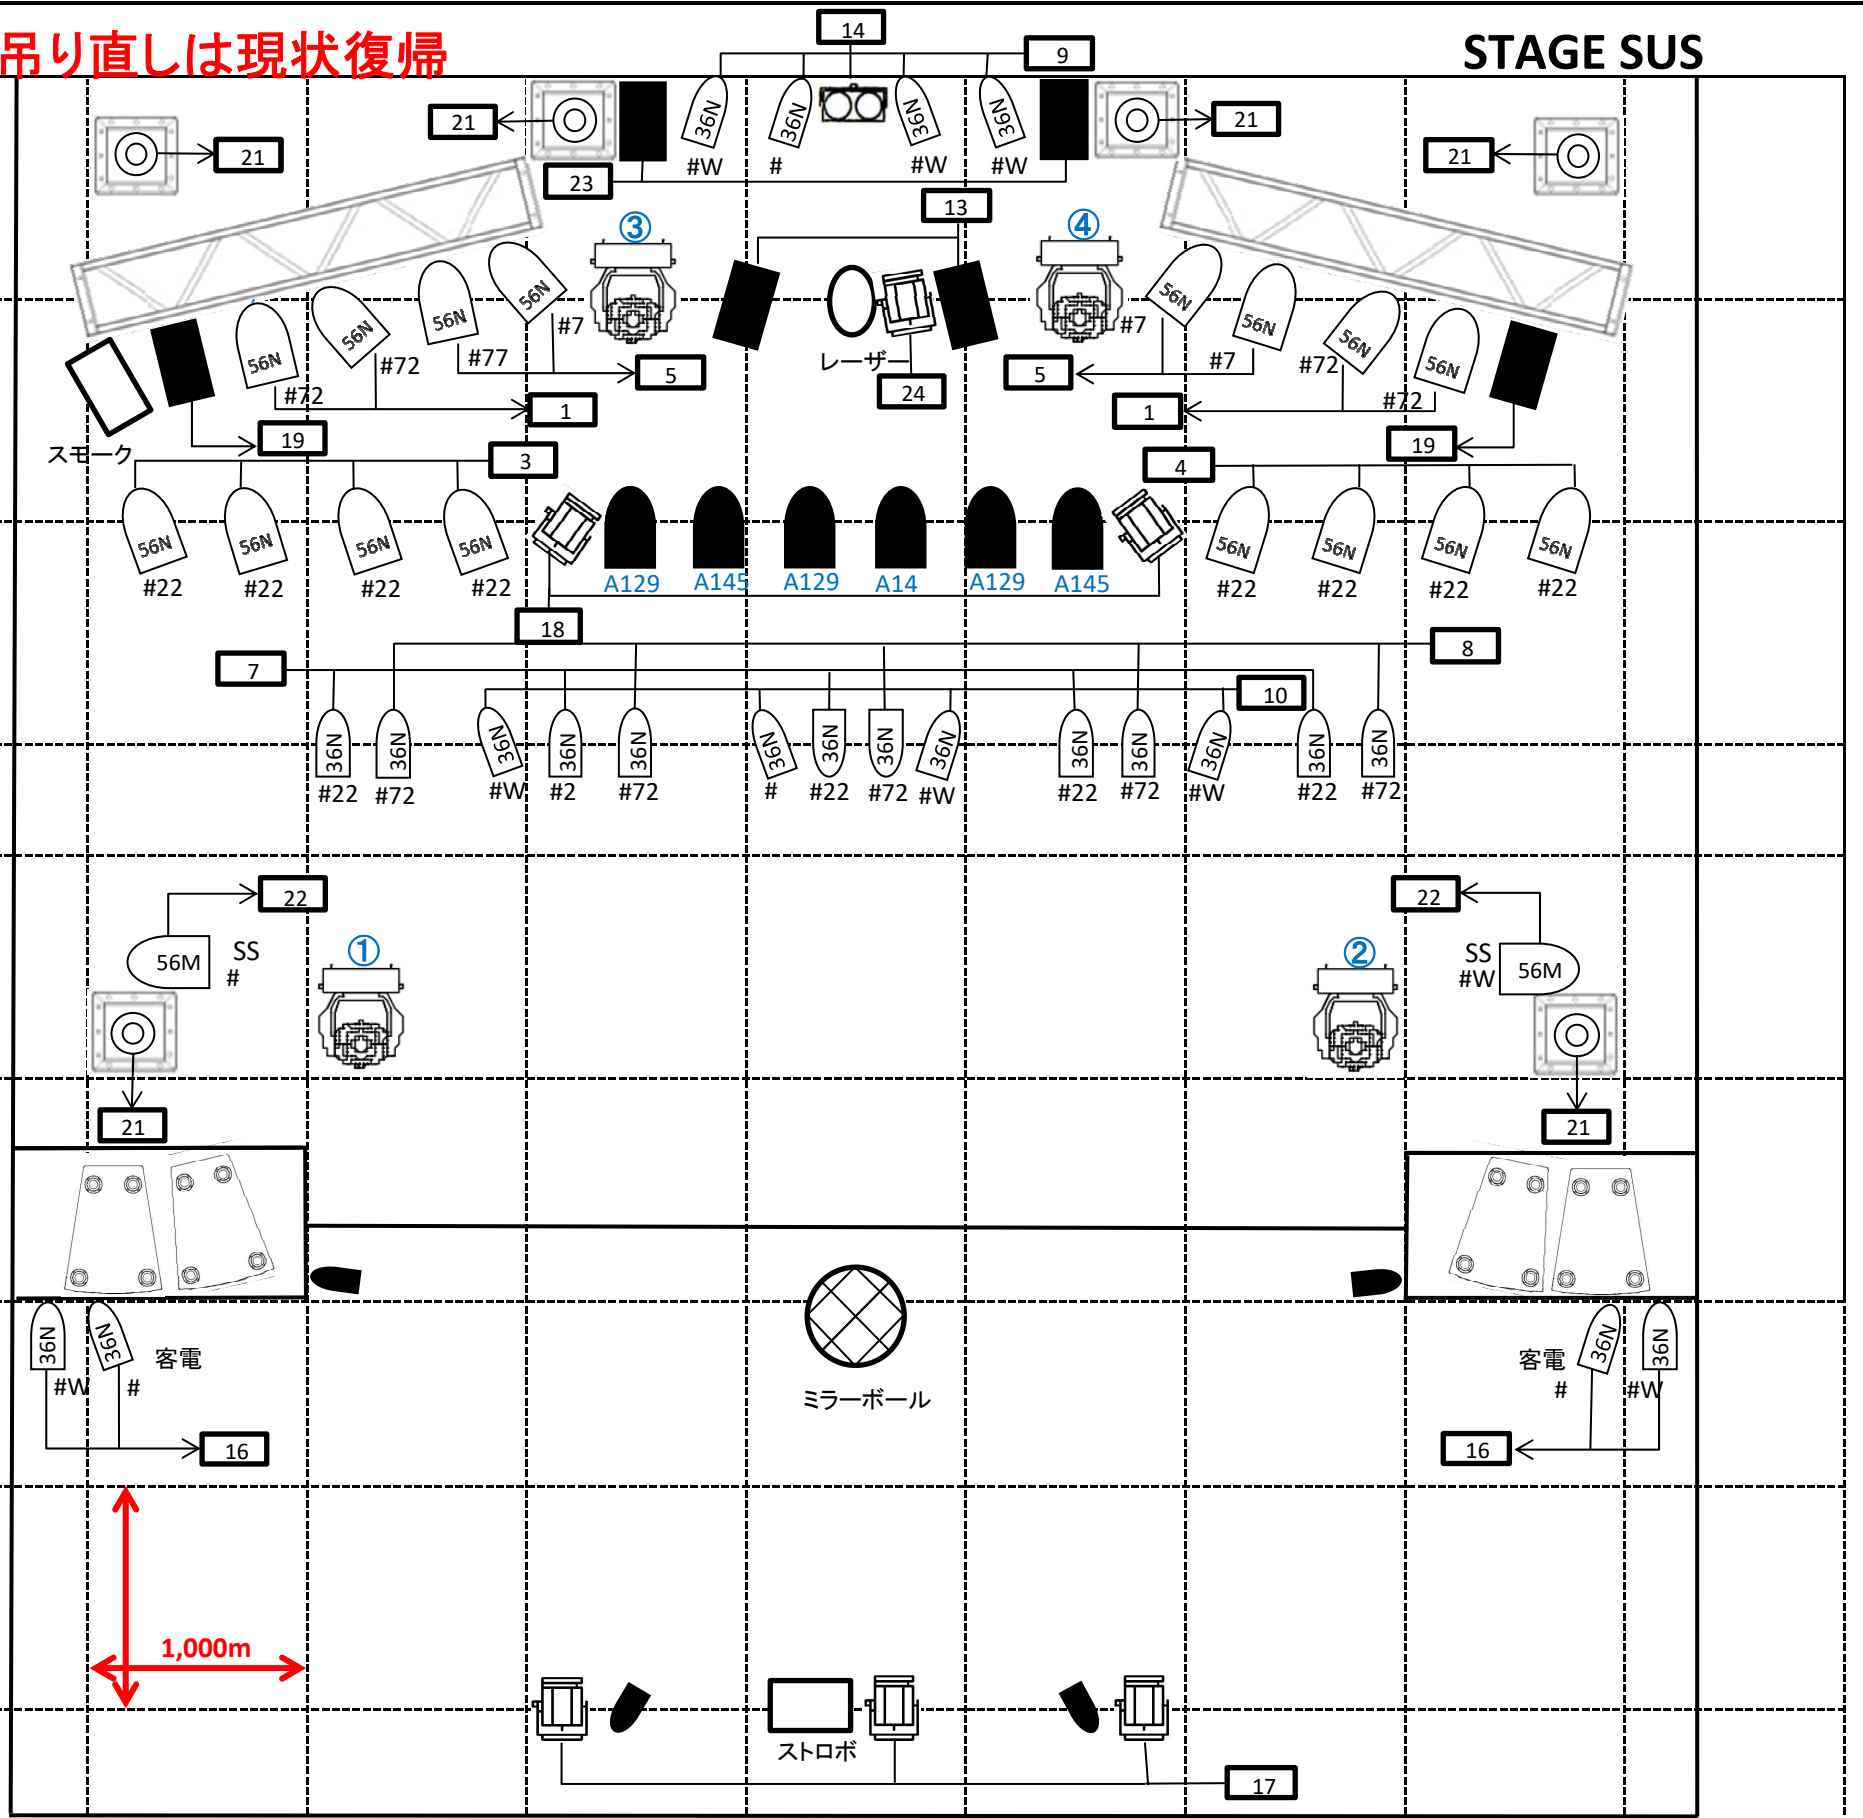 吊り直しは現状復帰
STAGE SUS
14
9
36N 36N 36N 36N
21 21
21 21
#W # #W #W
23
13
③ ④
56N 56N 56N 56N
56N 56N 56N 56N
#7 #7
レーザー
#72 #77 5 5 #7 #72
24
#72 1 1 #72
スモーク 19 19
3 4
56N 56N 56N 56N 56N 56N 56N 56N
#22 #22 #22 #22 A129 A145 A129 A14 A129 A145 #22 #22 #22 #22
18
8
7
10
36N 36N 36N 36N 36N 36N 36N 36N 36N 36N 36N 36N 36N 36N
#22 #72 #W #2 #72 # #22 #72 #W #22 #72 #W #22 #72
22 22
56M SS
#
SS
#W 56M
① ②
21 21
36N 36N 客電
#W #
客電 36N 36N
# #W
ミラーボール
16 16
1,000m
ストロボ
17